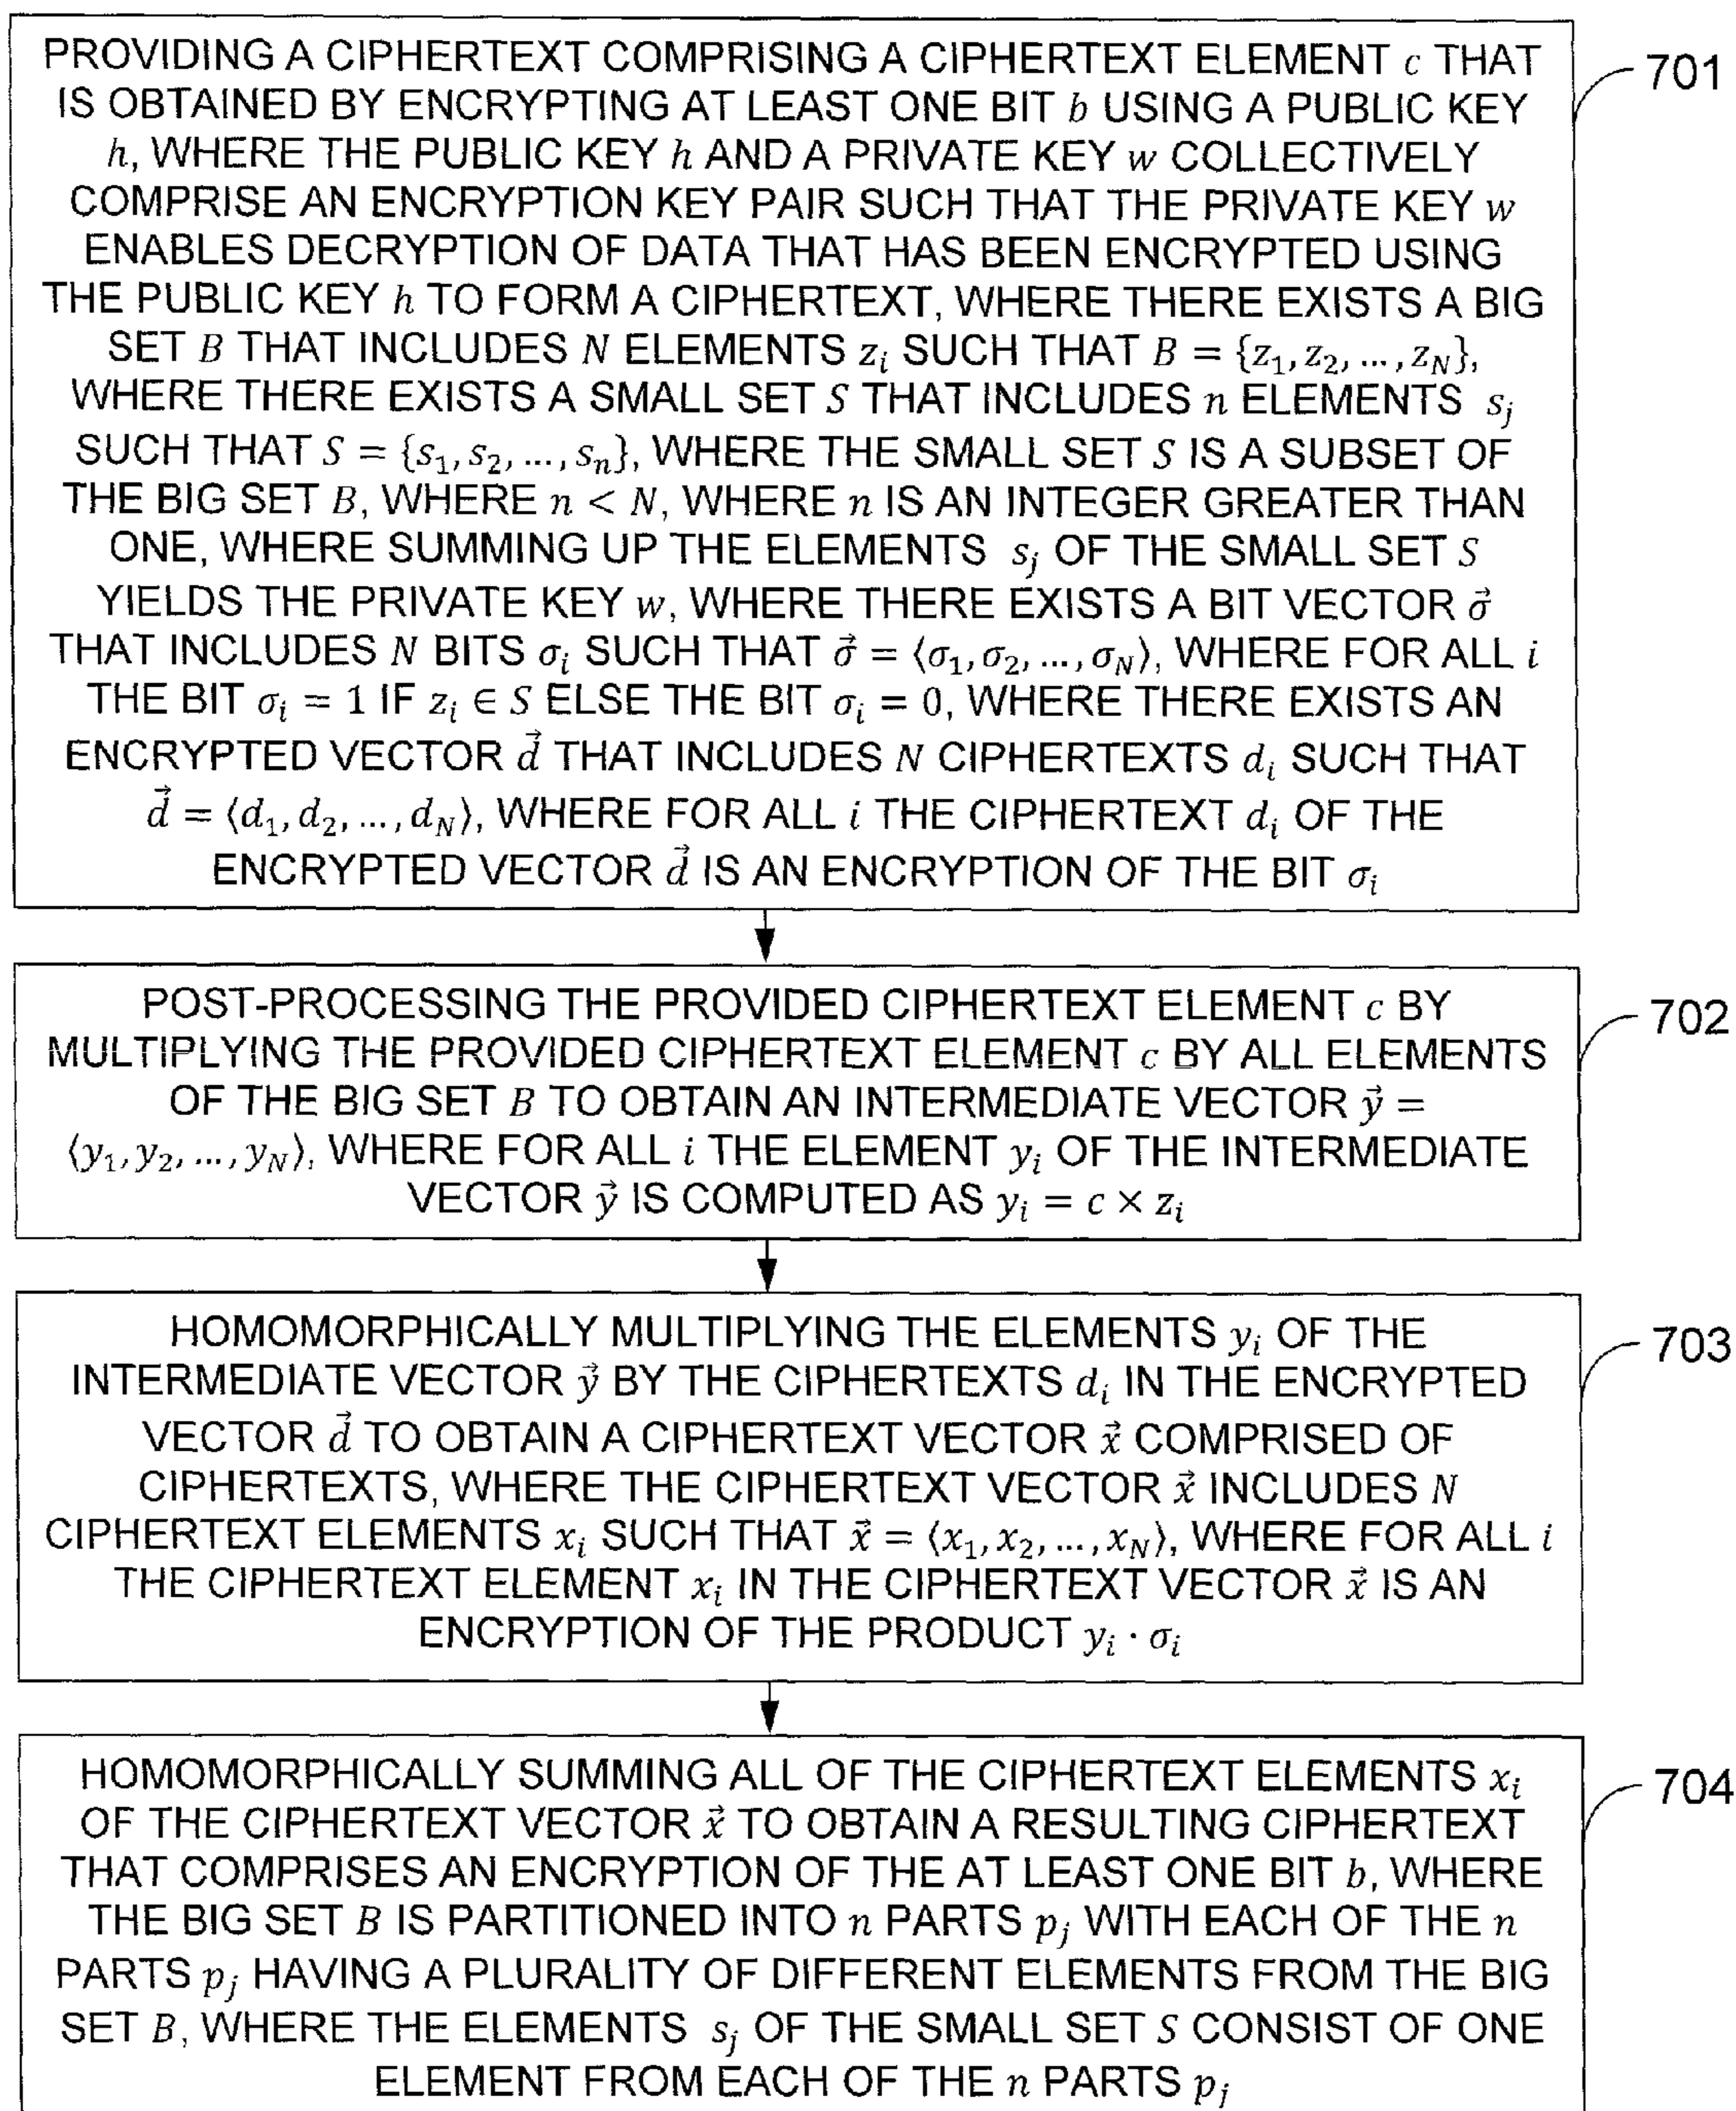 PROVIDING A CIPHERTEXT COMPRISING A CIPHERTEXT ELEMENT c THAT
IS OBTAINED BY ENCRYPTING AT LEAST ONE BIT b USING A PUBLIC KEY
h, WHERE THE PUBLIC KEY h AND A PRIVATE KEY w COLLECTIVELY
COMPRISE AN ENCRYPTION KEY PAIR SUCH THAT THE PRIVATE KEY w
ENABLES DECRYPTION OF DATA THAT HAS BEEN ENCRYPTED USING
THE PUBLIC KEY h TO FORM A CIPHERTEXT, WHERE THERE EXISTS A BIG
SET B THAT INCLUDES N ELEMENTS z_i SUCH THAT B = {z_1, z_2, ..., z_N},
WHERE THERE EXISTS A SMALL SET S THAT INCLUDES n ELEMENTS s_j
SUCH THAT S = {s_1, s_2, ..., s_n}, WHERE THE SMALL SET S IS A SUBSET OF
THE BIG SET B, WHERE n < N, WHERE n IS AN INTEGER GREATER THAN
ONE, WHERE SUMMING UP THE ELEMENTS s_j OF THE SMALL SET S
YIELDS THE PRIVATE KEY w, WHERE THERE EXISTS A BIT VECTOR σ⃗
THAT INCLUDES N BITS σ_i SUCH THAT σ⃗ = ⟨σ_1, σ_2, ..., σ_N⟩, WHERE FOR ALL i
THE BIT σ_i = 1 IF z_i ∈ S ELSE THE BIT σ_i = 0, WHERE THERE EXISTS AN
ENCRYPTED VECTOR d⃗ THAT INCLUDES N CIPHERTEXTS d_i SUCH THAT
d⃗ = ⟨d_1, d_2, ..., d_N⟩, WHERE FOR ALL i THE CIPHERTEXT d_i OF THE
ENCRYPTED VECTOR d⃗ IS AN ENCRYPTION OF THE BIT σ_i
701
POST-PROCESSING THE PROVIDED CIPHERTEXT ELEMENT c BY
MULTIPLYING THE PROVIDED CIPHERTEXT ELEMENT c BY ALL ELEMENTS
OF THE BIG SET B TO OBTAIN AN INTERMEDIATE VECTOR y⃗ =
⟨y_1, y_2, ..., y_N⟩, WHERE FOR ALL i THE ELEMENT y_i OF THE INTERMEDIATE
VECTOR y⃗ IS COMPUTED AS y_i = c × z_i
702
HOMOMORPHICALLY MULTIPLYING THE ELEMENTS y_i OF THE
INTERMEDIATE VECTOR y⃗ BY THE CIPHERTEXTS d_i IN THE ENCRYPTED
VECTOR d⃗ TO OBTAIN A CIPHERTEXT VECTOR x⃗ COMPRISED OF
CIPHERTEXTS, WHERE THE CIPHERTEXT VECTOR x⃗ INCLUDES N
CIPHERTEXT ELEMENTS x_i SUCH THAT x⃗ = ⟨x_1, x_2, ..., x_N⟩, WHERE FOR ALL i
THE CIPHERTEXT ELEMENT x_i IN THE CIPHERTEXT VECTOR x⃗ IS AN
ENCRYPTION OF THE PRODUCT y_i · σ_i
703
HOMOMORPHICALLY SUMMING ALL OF THE CIPHERTEXT ELEMENTS x_i
OF THE CIPHERTEXT VECTOR x⃗ TO OBTAIN A RESULTING CIPHERTEXT
THAT COMPRISES AN ENCRYPTION OF THE AT LEAST ONE BIT b, WHERE
THE BIG SET B IS PARTITIONED INTO n PARTS p_j WITH EACH OF THE n
PARTS p_j HAVING A PLURALITY OF DIFFERENT ELEMENTS FROM THE BIG
SET B, WHERE THE ELEMENTS s_j OF THE SMALL SET S CONSIST OF ONE
ELEMENT FROM EACH OF THE n PARTS p_j
704